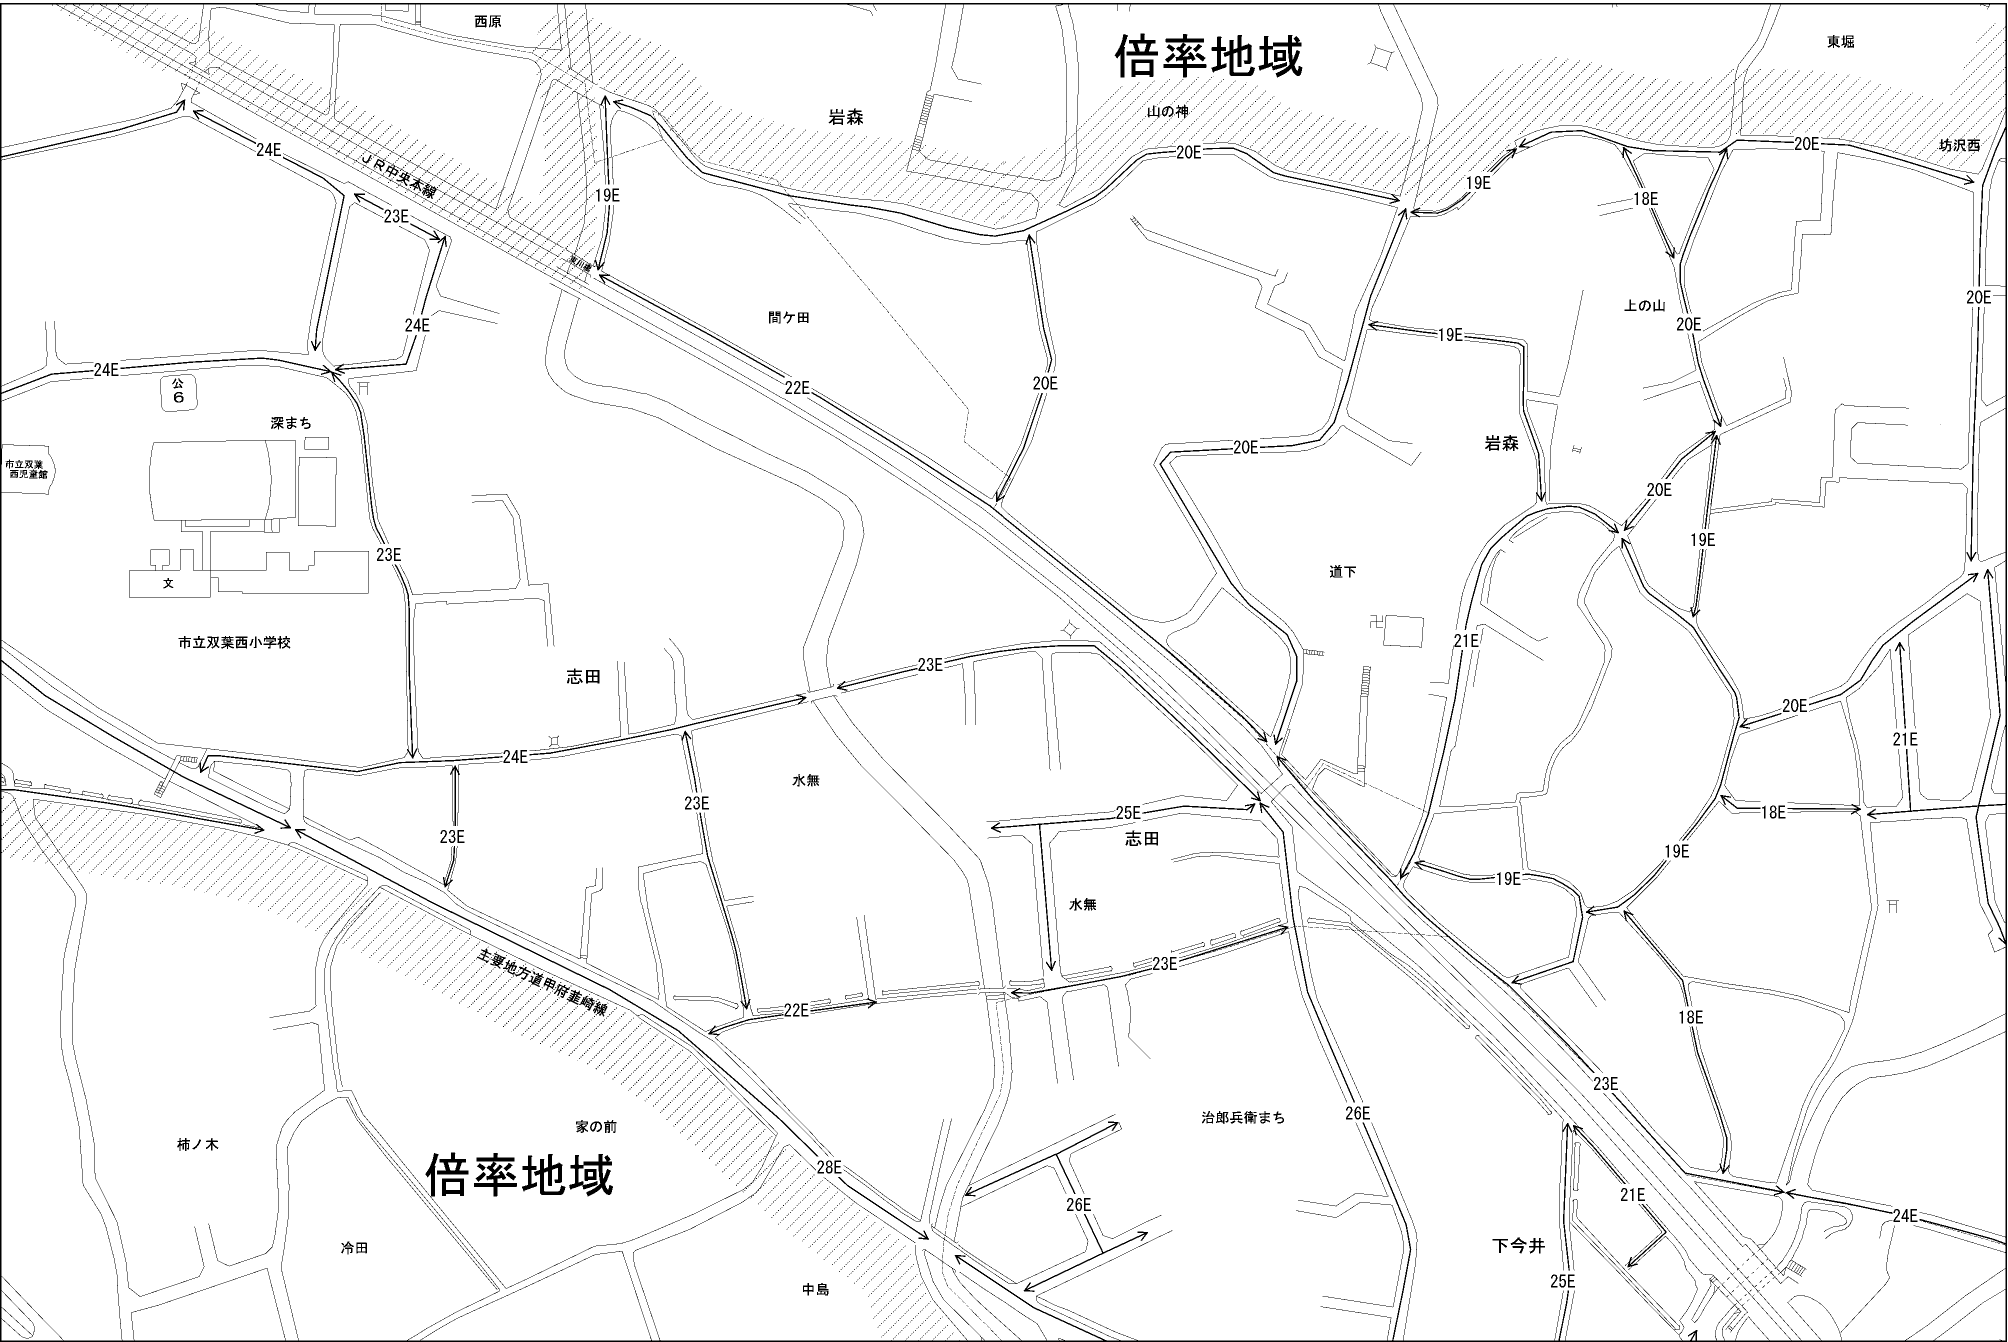 西原
倍率地域
東堀
岩森
山の神
坊沢西
24E
JR中央本線
20E
20E
19E
18E
19E
23E
東川橋
20E
上の山
間ケ田
24E
20E
19E
24E
公
6
22E
20E
深まち
岩森
20E
市立双葉
西児童館
20E
23E
19E
文
道下
市立双葉西小学校
21E
志田
23E
20E
24E
21E
水無
23E
25E
18E
23E
志田
19E
19E
水無
主要地方道甲府韮崎線
23E
22E
18E
23E
26E
治郎兵衛まち
家の前
柿ノ木
倍率地域
28E
26E
21E
24E
冷田
下今井
中島
25E